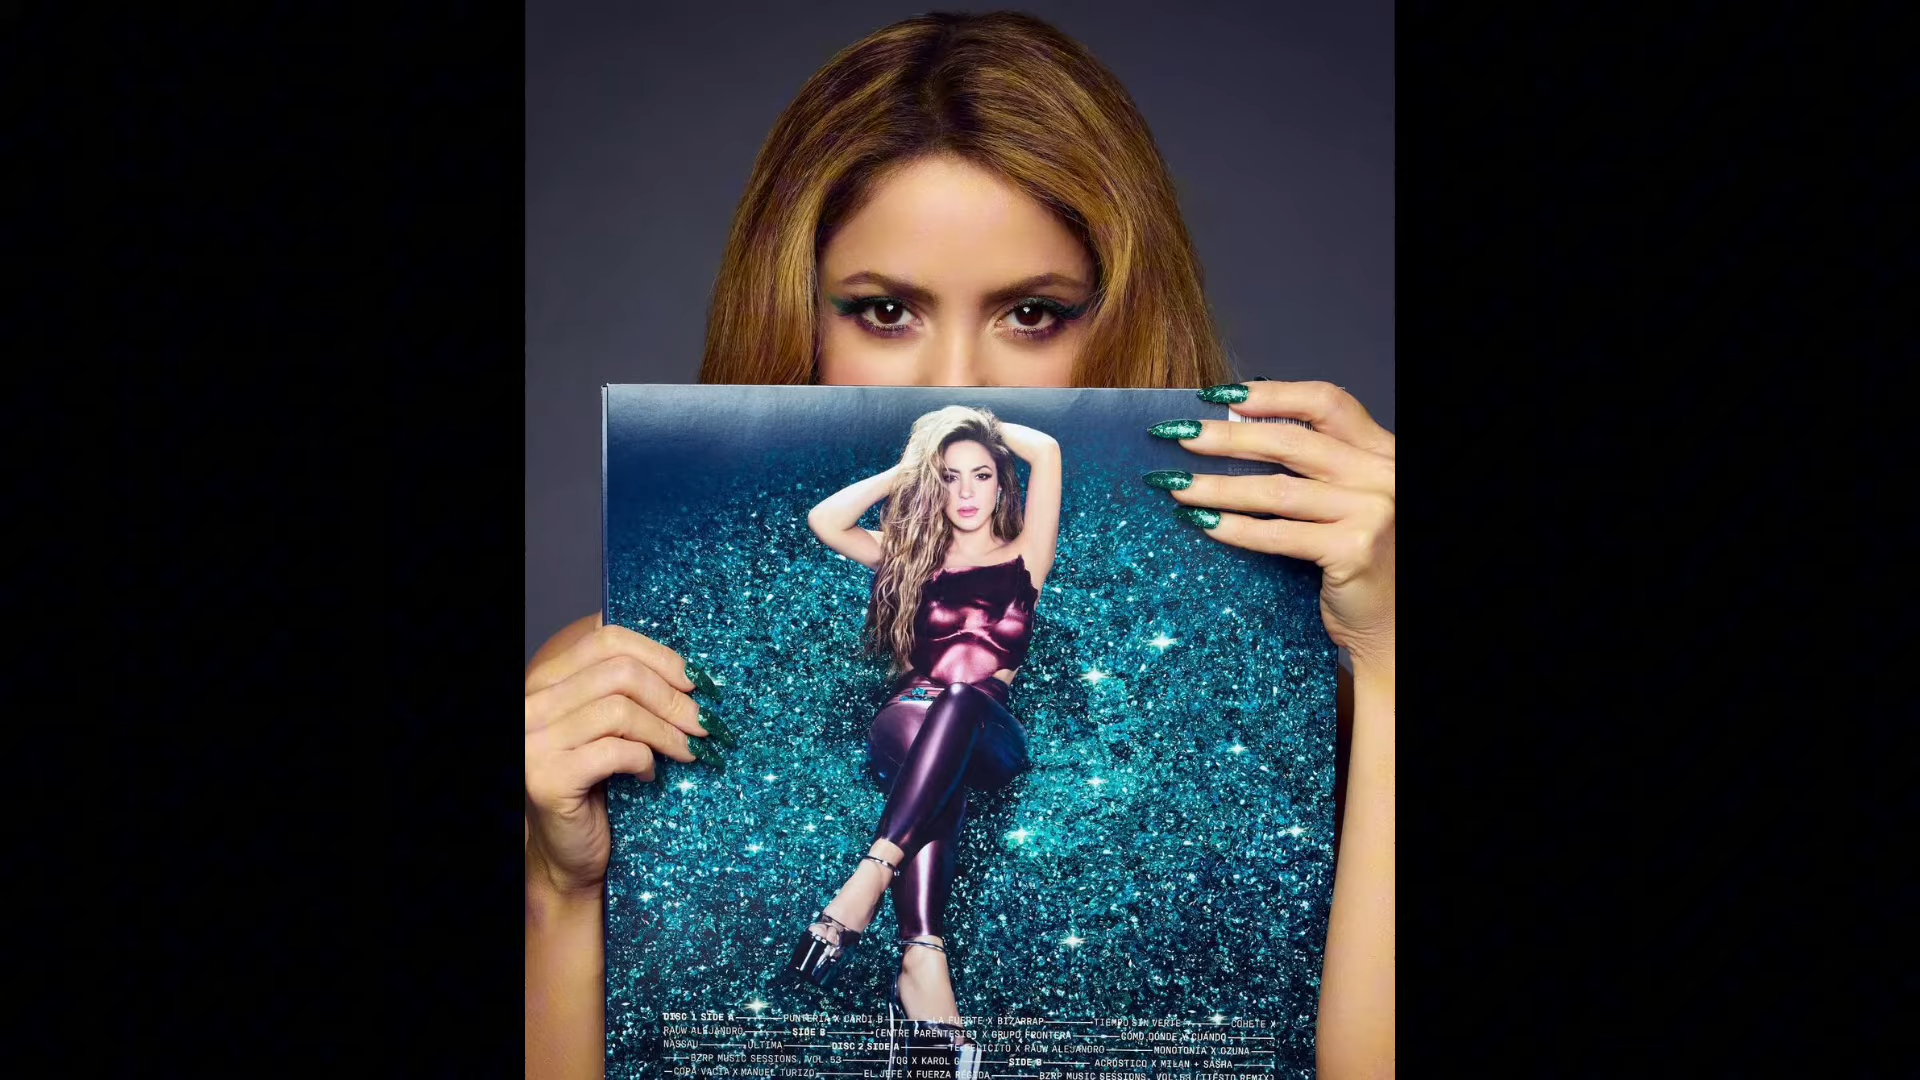 DISC 1 SIDE A PUNTERÍA X CARDI B LA FUERTE X BIZARRAP TIEMPO SIN VERTE COHETE X
RAUW ALEJANDRO SIDE B (ENTRE PARÉNTESIS) X GRUPO FRONTERA CÓMO DÓNDE Y CUÁNDO
NASSAU ÚLTIMA DISC 2 SIDE A TE FELICITO X RAUW ALEJANDRO MONOTONÍA X OZUNA
BZRP MUSIC SESSIONS, VOL.53 TQG X KAROL G SIDE B ACRÓSTICO X MILAN + SASHA
COPA VACÍA X MANUEL TURIZO EL JEFE X FUERZA REGIDA BZRP MUSIC SESSIONS, VOL.53 (TIËSTO REMIX)